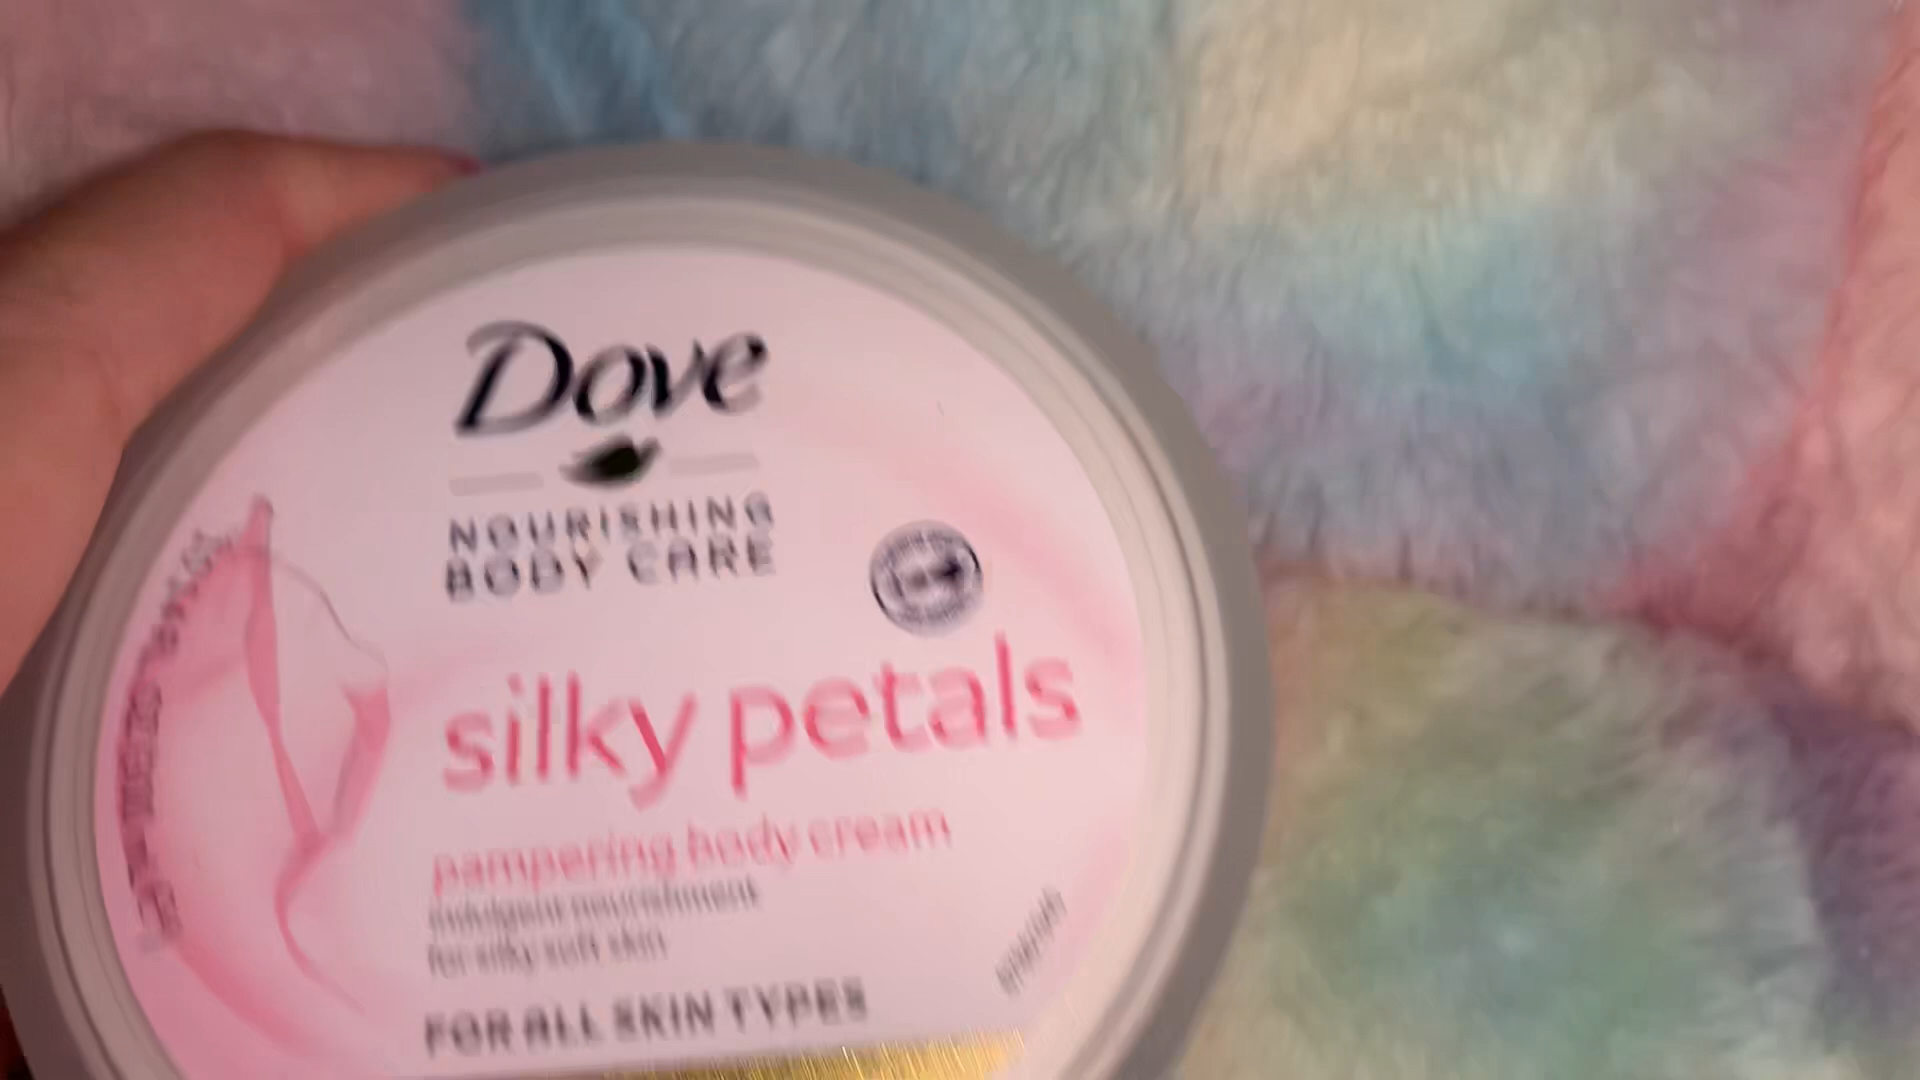 Dove
NOURISHING
BODY CARE
silky petals
pampering body cream
indulgent nourishment
for silky soft skin
FOR ALL SKIN TYPES